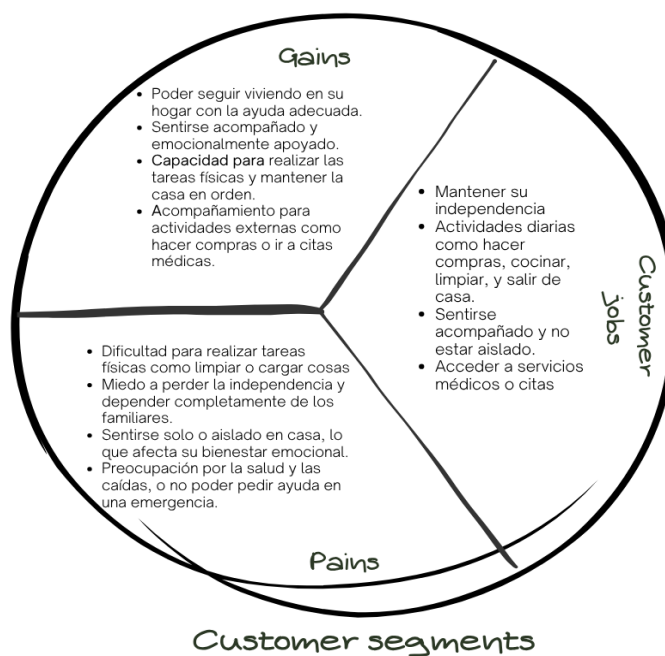 Gains
• Poder seguir viviendo en su
hogar con la ayuda adecuada.
• Sentirse acompañado y
emocionalmente apoyado.
• Capacidad para realizar las
tareas físicas y mantener la
casa en orden.
• Acompañamiento para
actividades externas como
hacer compras o ir a citas
médicas.
• Mantener su
independencia
• Actividades diarias
como hacer
compras, cocinar,
limpiar, y salir de
casa.
• Sentirse
acompañado y no
estar aislado.
• Acceder a servicios
médicos o citas
Customer
jobs
• Dificultad para realizar tareas
físicas como limpiar o cargar cosas
• Miedo a perder la independencia y
depender completamente de los
familiares.
• Sentirse solo o aislado en casa, lo
que afecta su bienestar emocional.
• Preocupación por la salud y las
caídas, o no poder pedir ayuda en
una emergencia.
Pains
Customer segments